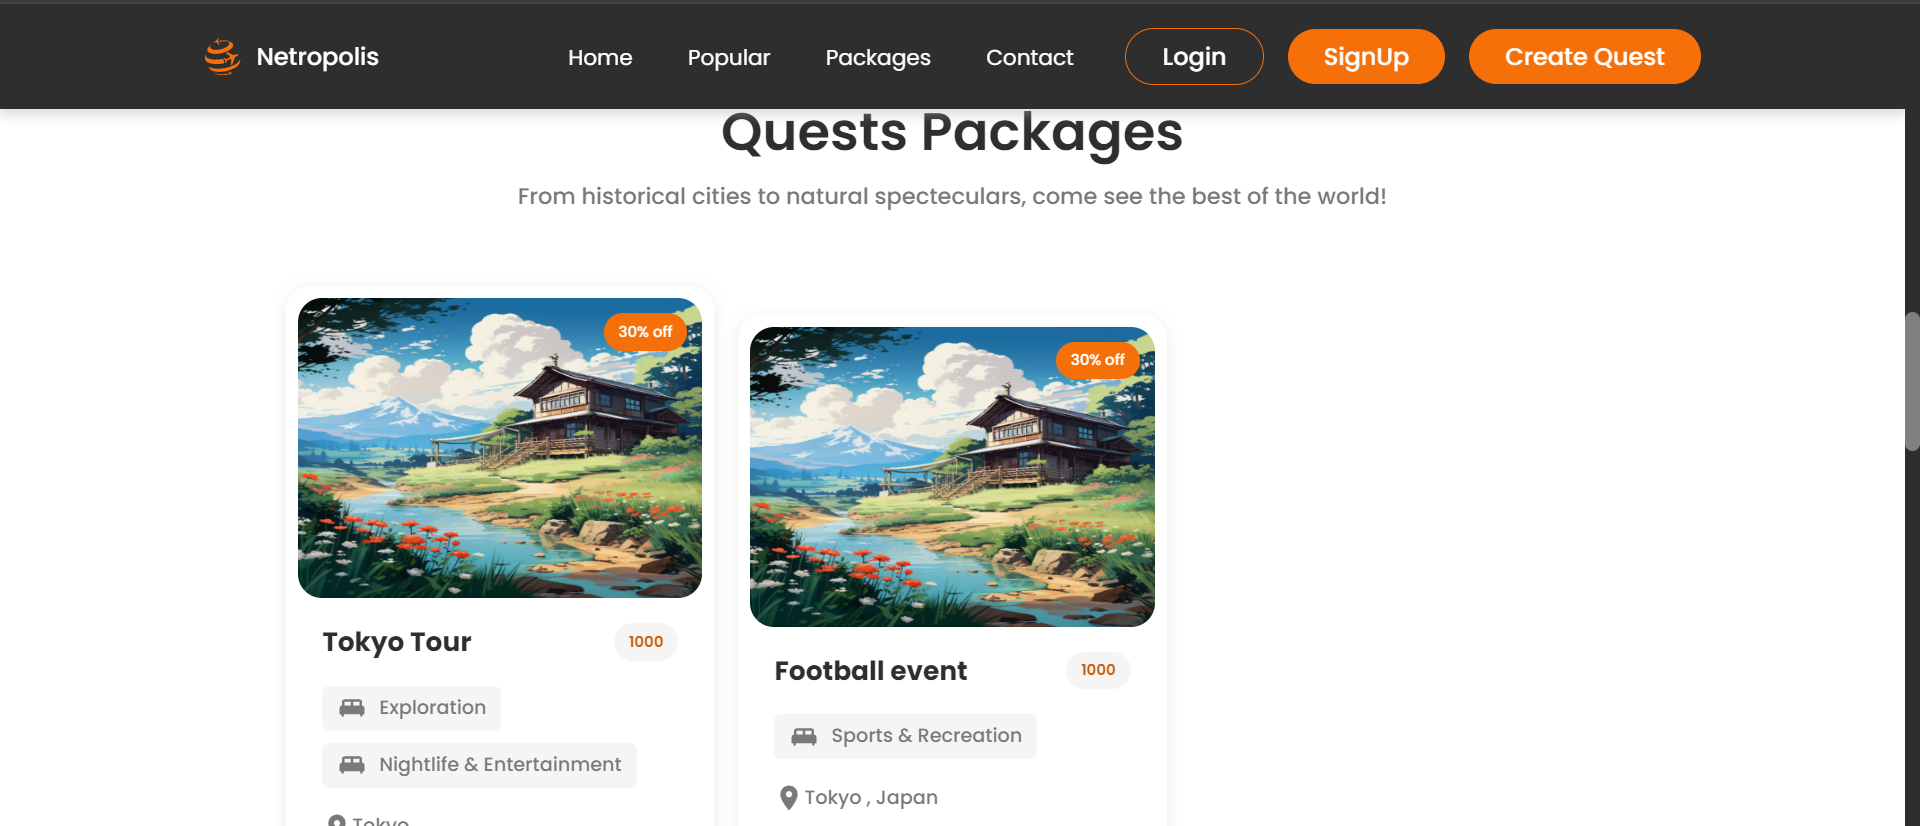 Netropolis Home Popular Packages Contact Login SignUp Create Quest
Quests Packages
From historical cities to natural specteculars, come see the best of the world!
30% off
Tokyo Tour 1000
Exploration
Nightlife & Entertainment
Tokyo
30% off
Football event 1000
Sports & Recreation
Tokyo , Japan